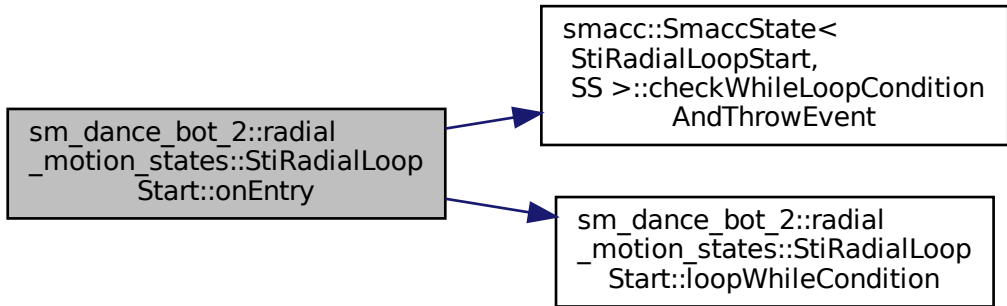 sm_dance_bot_2::radial
_motion_states::StiRadialLoop
Start::onEntry
smacc::SmaccState<
StiRadialLoopStart,
SS >::checkWhileLoopCondition
AndThrowEvent
sm_dance_bot_2::radial
_motion_states::StiRadialLoop
Start::loopWhileCondition